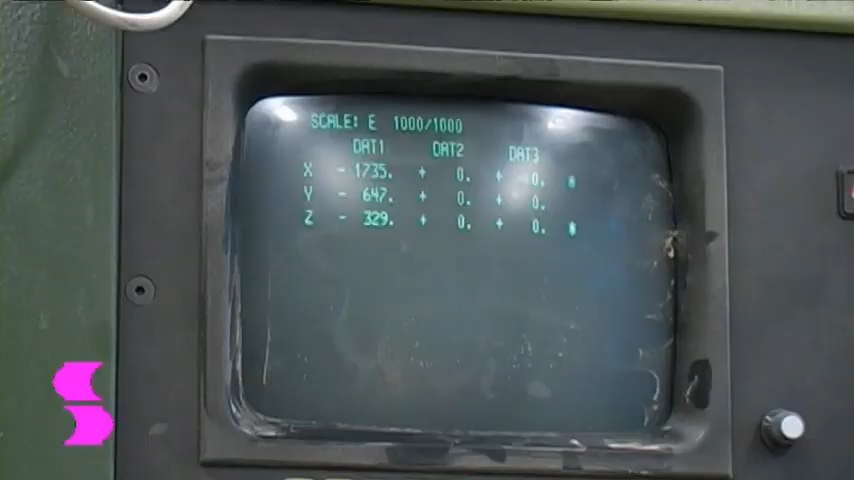 SCALE: E 1000/1000
DAT1 DAT2 DAT3
X - 1735. + 0. + 0. *
Y - 647. + 0. + 0.
Z - 329. + 0. + 0. *